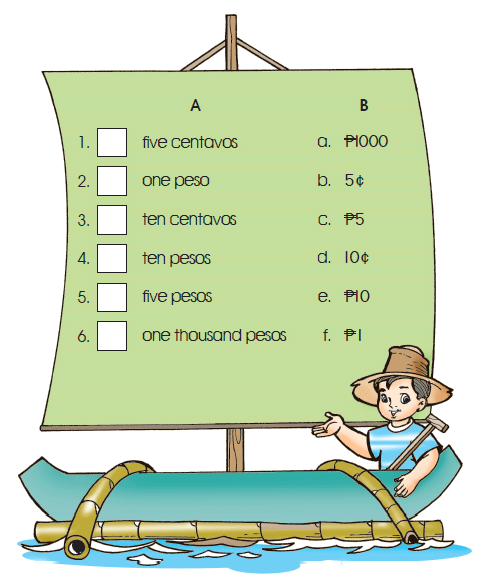 A B
1. five centavos a. ₱1000
2. one peso b. 5¢
3. ten centavos c. ₱5
4. ten pesos d. 10¢
5. five pesos e. ₱10
6. one thousand pesos f. ₱1